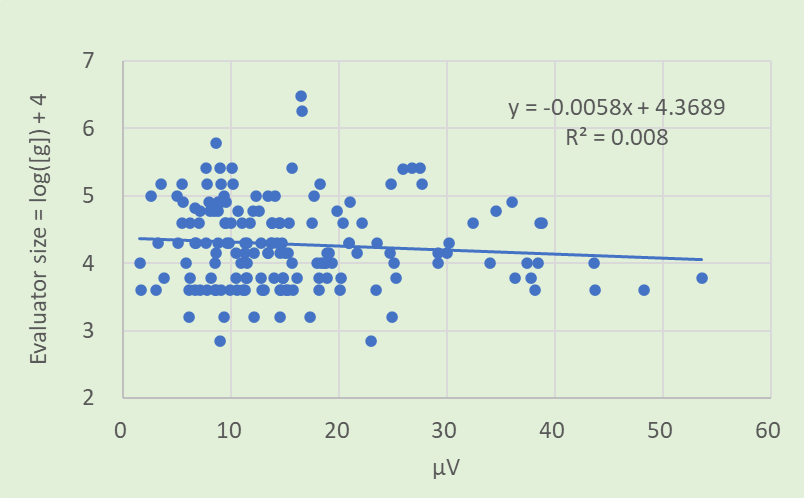 7
6
5
4
3
2
Evaluator size = log([g]) + 4
y = -0.0058x + 4.3689
R² = 0.008
0 10 20 30 40 50 60
μV